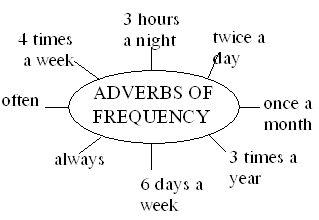 3 hours
a night
4 times
a week
twice a
day
often
ADVERBS OF
FREQUENCY
once a
month
always
3 times a
year
6 days a
week